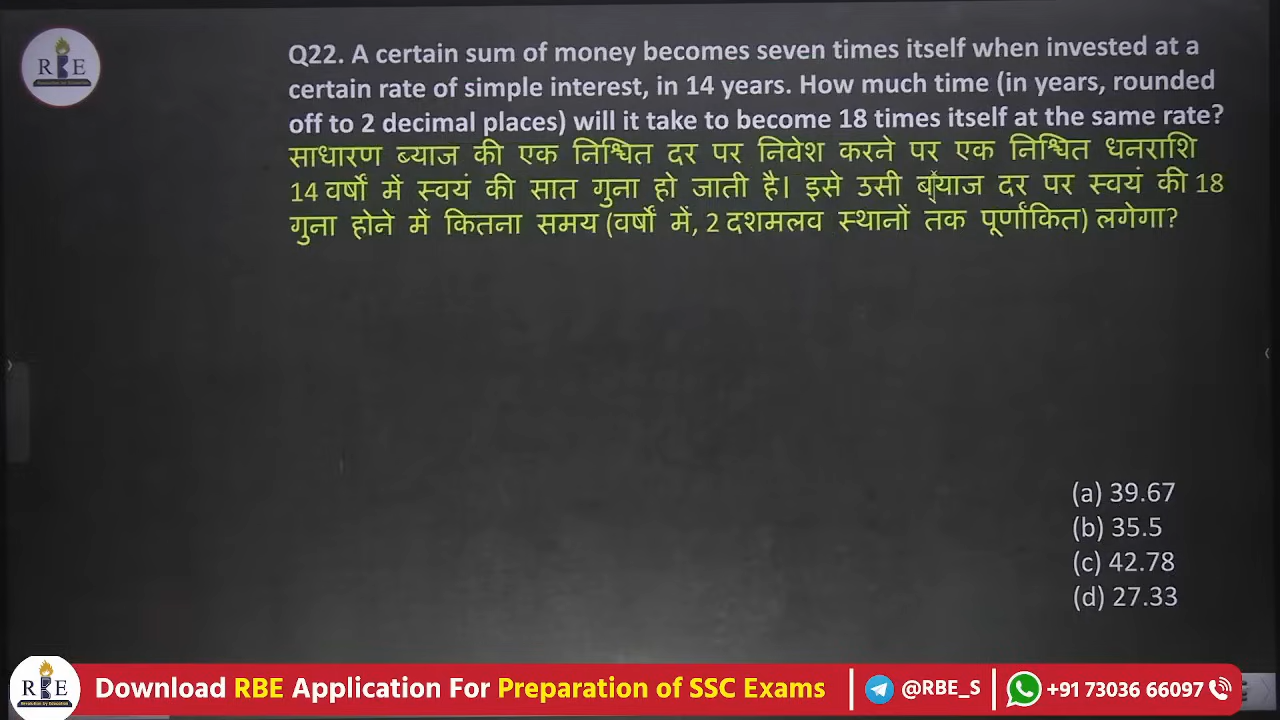 RBE
Q22. A certain sum of money becomes seven times itself when invested at a
certain rate of simple interest, in 14 years. How much time (in years, rounded
off to 2 decimal places) will it take to become 18 times itself at the same rate?
साधारण ब्याज की एक निश्चित दर पर निवेश करने पर एक निश्चित धनराशि
14 वर्षों में स्वयं की सात गुना हो जाती है। इसे उसी ब्याज दर पर स्वयं की 18
गुना होने में कितना समय (वर्षों में, 2 दशमलव स्थानों तक पूर्णांकित) लगेगा?
(a) 39.67
(b) 35.5
(c) 42.78
(d) 27.33
RBE
Download RBE Application For Preparation of SSC Exams
@RBE_S
+91 73036 66097